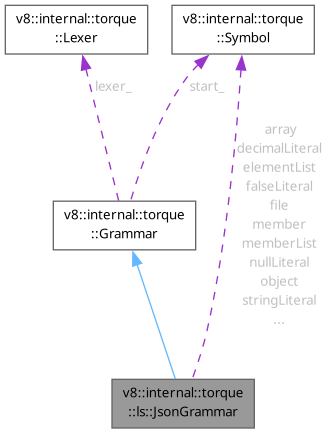 v8::internal::torque
::Lexer
v8::internal::torque
::Symbol
lexer_
start_
array
decimalLiteral
elementList
falseLiteral
file
member
memberList
nullLiteral
object
stringLiteral
...
v8::internal::torque
::Grammar
v8::internal::torque
::ls::JsonGrammar